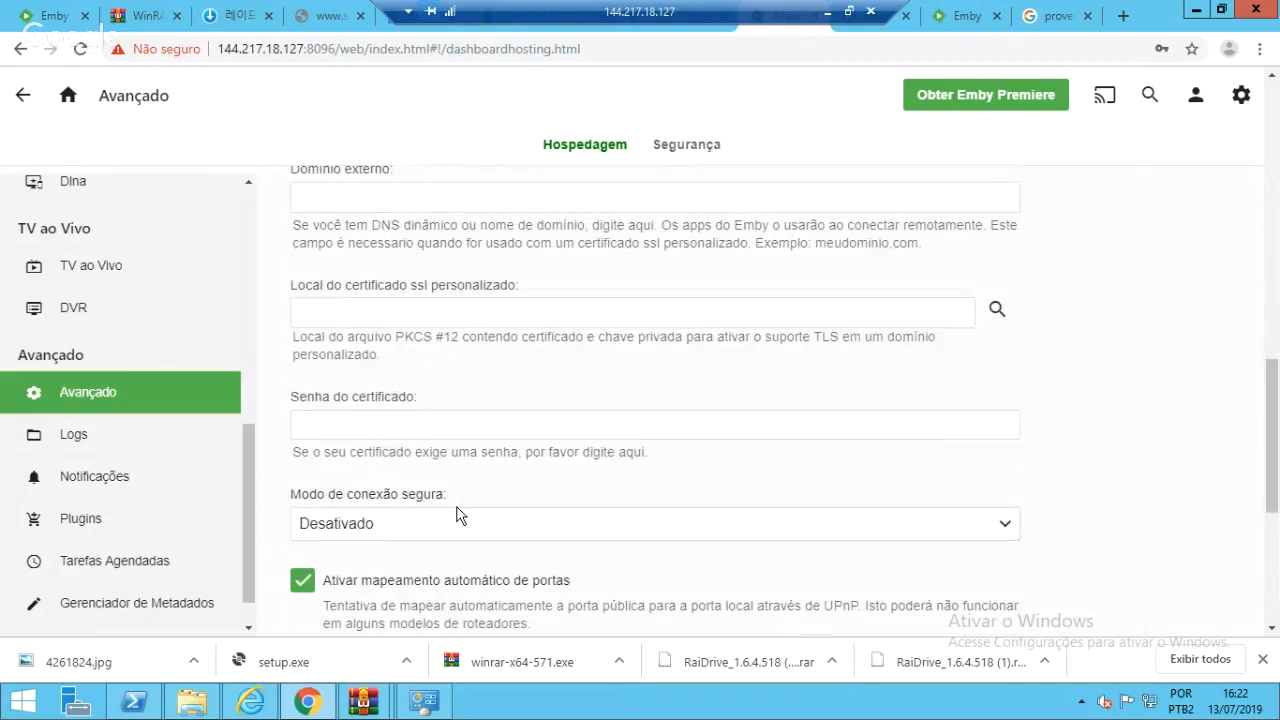 Emby
WinRA
레이드
www.s
144.217.18.127
Emby
prove
Não seguro
144.217.18.127:8096/web/index.html#!/dashboardhosting.html
Avançado
Obter Emby Premiere
Hospedagem
Segurança
Dlna
TV ao Vivo
TV ao Vivo
DVR
Avançado
Avançado
Logs
Notificações
Plugins
Tarefas Agendadas
Gerenciador de Metadados
Domínio externo:
Se você tem DNS dinâmico ou nome de domínio, digite aqui. Os apps do Emby o usarão ao conectar remotamente. Este
campo é necessario quando for usado com um certificado ssl personalizado. Exemplo: meudominio.com.
Local do certificado ssl personalizado:
Local do arquivo PKCS #12 contendo certificado e chave privada para ativar o suporte TLS em um domínio
personalizado.
Senha do certificado:
Se o seu certificado exige uma senha, por favor digite aqui.
Modo de conexão segura:
Desativado
Ativar mapeamento automático de portas
Tentativa de mapear automaticamente a porta pública para a porta local através de UPnP. Isto poderá não funcionar
em alguns modelos de roteadores.
Ativar o Windows
Acesse Configurações para ativar o Windows.
4261824.jpg
setup.exe
winrar-x64-571.exe
RaiDrive_1.6.4.518 (....rar
RaiDrive_1.6.4.518 (1).r...
Exibir todos
POR
PTB2
16:22
13/07/2019